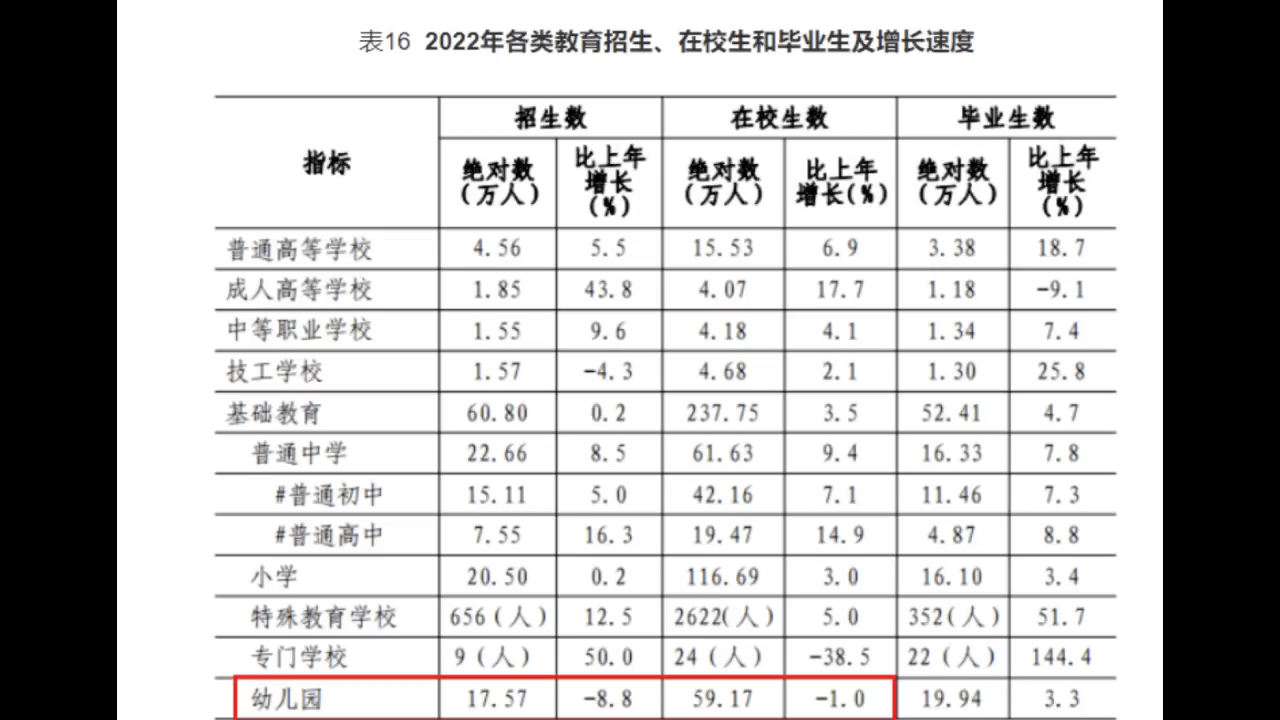 表16 2022年各类教育招生、在校生和毕业生及增长速度
指标 招生数 在校生数 毕业生数
绝对数(万人) 比上年增长(%) 绝对数(万人) 比上年增长(%) 绝对数(万人) 比上年增长(%)
普通高等学校 4.56 5.5 15.53 6.9 3.38 18.7
成人高等学校 1.85 43.8 4.07 17.7 1.18 -9.1
中等职业学校 1.55 9.6 4.18 4.1 1.34 7.4
技工学校 1.57 -4.3 4.68 2.1 1.30 25.8
基础教育 60.80 0.2 237.75 3.5 52.41 4.7
普通中学 22.66 8.5 61.63 9.4 16.33 7.8
#普通初中 15.11 5.0 42.16 7.1 11.46 7.3
#普通高中 7.55 16.3 19.47 14.9 4.87 8.8
小学 20.50 0.2 116.69 3.0 16.10 3.4
特殊教育学校 656(人) 12.5 2622(人) 5.0 352(人) 51.7
专门学校 9(人) 50.0 24(人) -38.5 22(人) 144.4
幼儿园 17.57 -8.8 59.17 -1.0 19.94 3.3